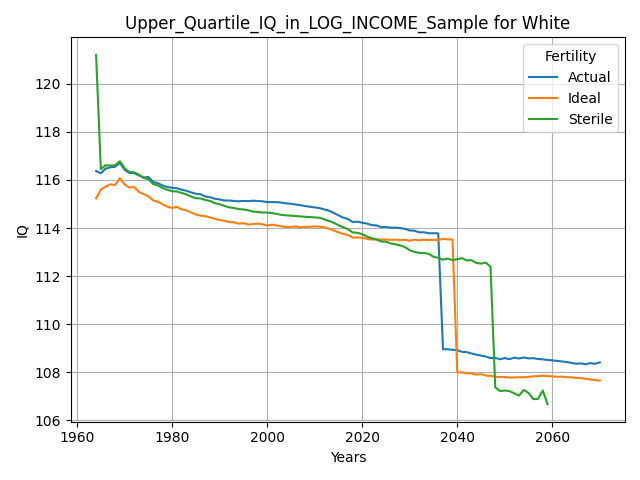 Upper_Quartile_IQ_in_LOG_INCOME_Sample for White
Fertility
Actual
Ideal
Sterile
IQ
120
118
116
114
112
110
108
106
1960
1980
2000
2020
2040
2060
Years